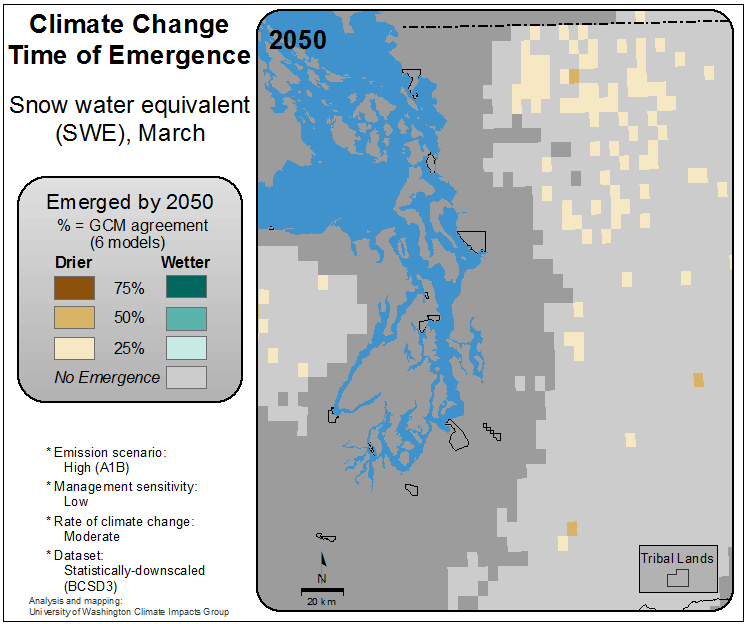 Climate Change
Time of Emergence
Snow water equivalent
(SWE), March
Emerged by 2050
% = GCM agreement
(6 models)
Drier Wetter
75%
50%
25%
No Emergence
* Emission scenario:
High (A1B)
* Management sensitivity:
Low
* Rate of climate change:
Moderate
* Dataset:
Statistically-downscaled
(BCSD3)
Analysis and mapping:
University of Washington Climate Impacts Group
2050
N
20 km
Tribal Lands